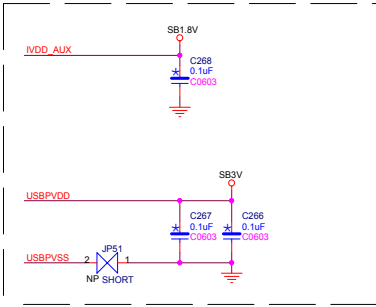 SB1.8V
IVDD_AUX
C268
*
0.1uF
C0603
SB3V
USBPVDD
C267
*
0.1uF
C0603
C266
*
0.1uF
C0603
JP51
USBPVSS 2 1
NP SHORT